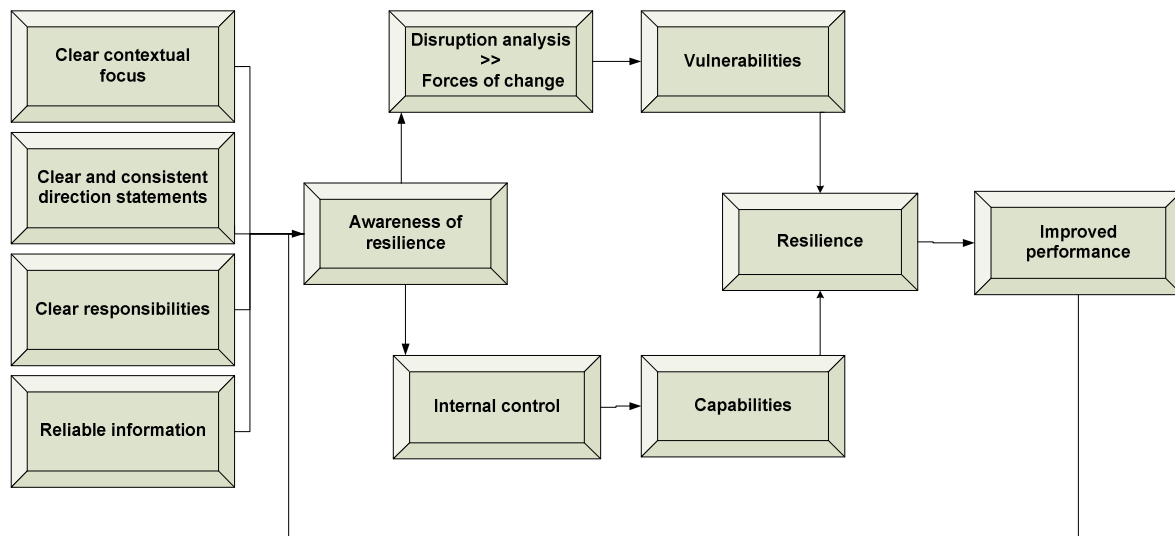 Clear contextual
focus
Clear and consistent
direction statements
Clear responsibilities
Reliable information
Awareness of
resilience
Disruption analysis
>>
Forces of change
Vulnerabilities
Internal control
Capabilities
Resilience
Improved
performance